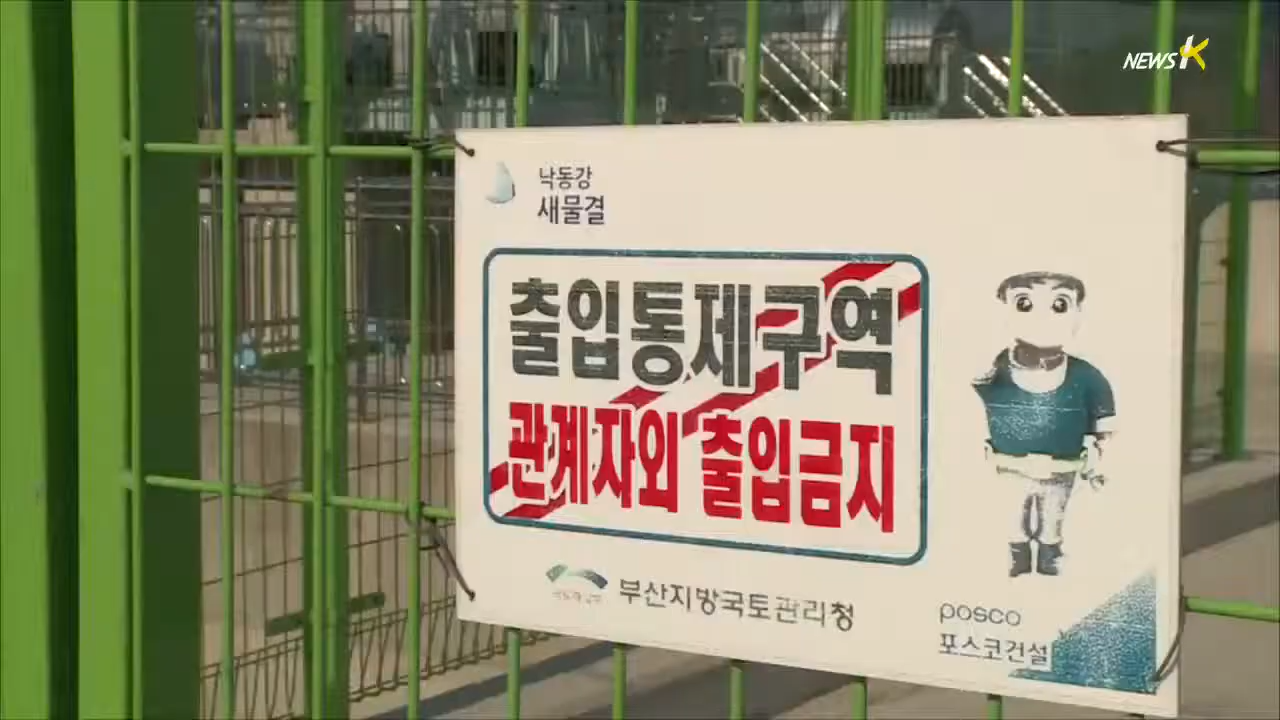 NEWS K
낙동강
새물결
출입통제구역
관계자외 출입금지
부산지방국토관리청
posco
포스코건설